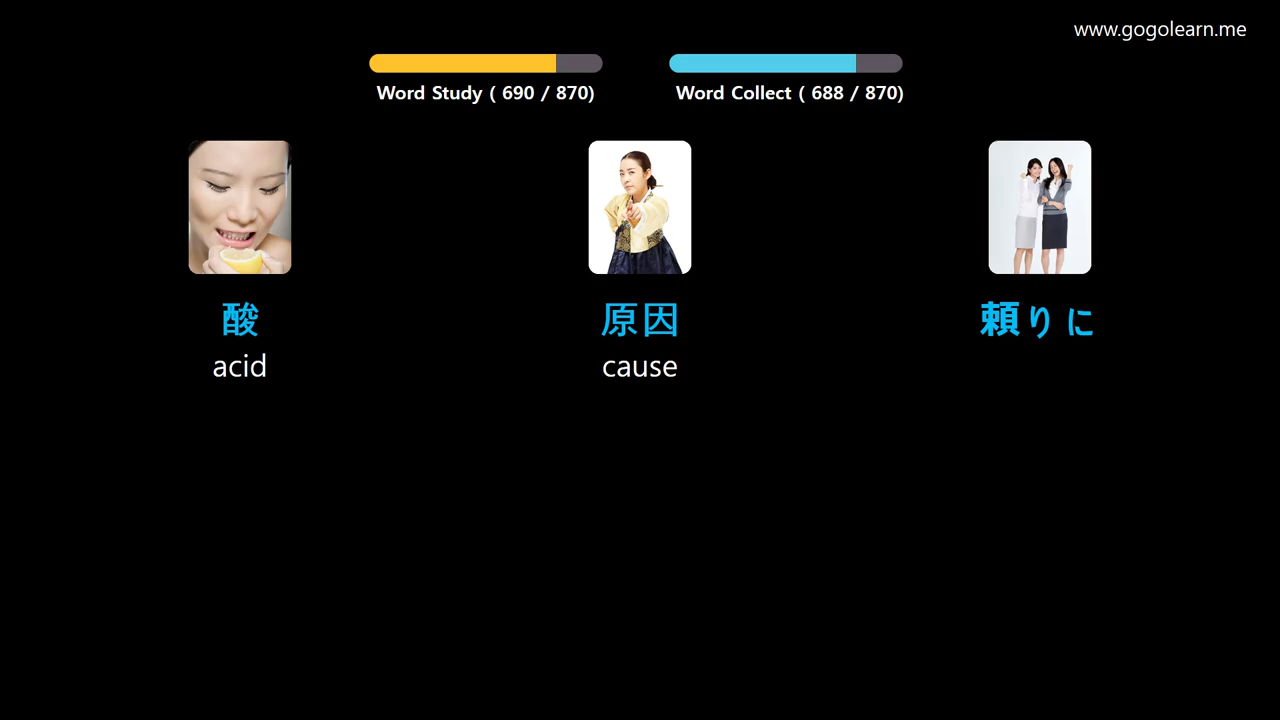 www.gogolearn.me
Word Study ( 690 / 870)
Word Collect ( 688 / 870)
酸
acid
原因
cause
頼りに